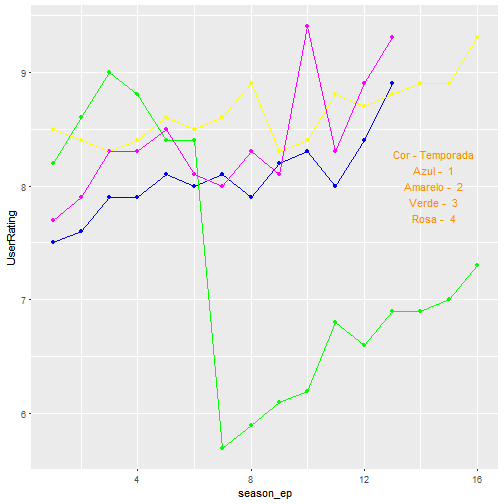 9
8
7
6
UserRating
Cor - Temporada
Azul - 1
Amarelo - 2
Verde - 3
Rosa - 4
4 8 12 16
season_ep